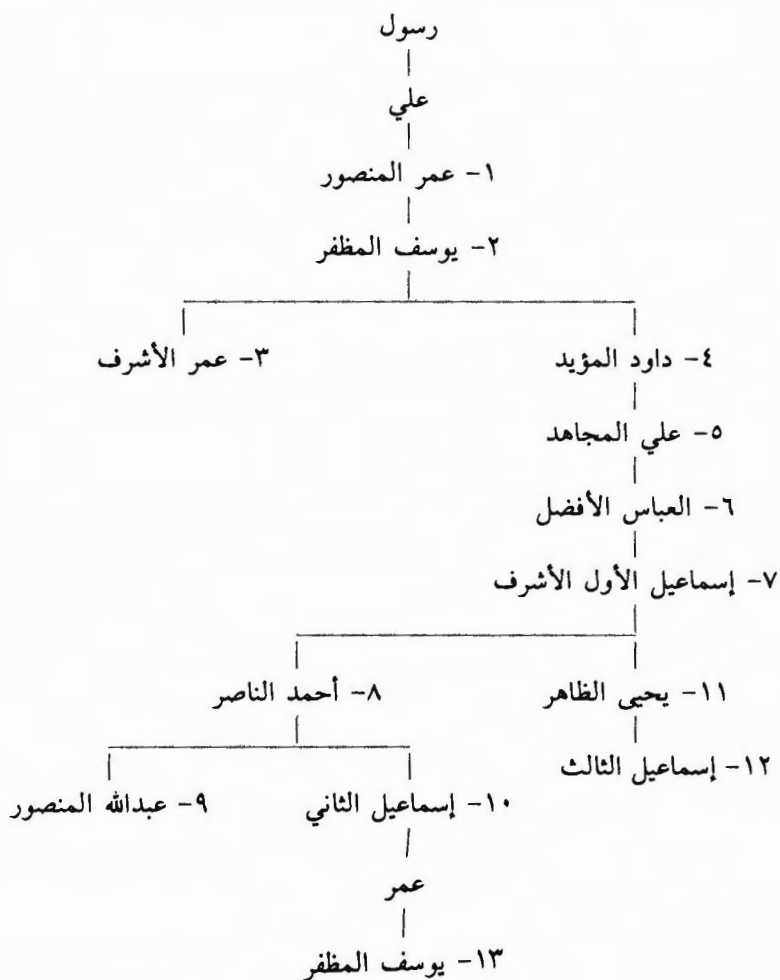 رسول
علي
١- عمر المنصور
٢- يوسف المظفر
٤- داود المؤيد
٣- عمر الأشرف
٥- علي المجاهد
٦- العباس الأفضل
٧- إسماعيل الأول الأشرف
١١- يحيى الظاهر
٨- أحمد الناصر
١٢- إسماعيل الثالث
١٠- إسماعيل الثاني
٩- عبدالله المنصور
عمر
١٣- يوسف المظفر